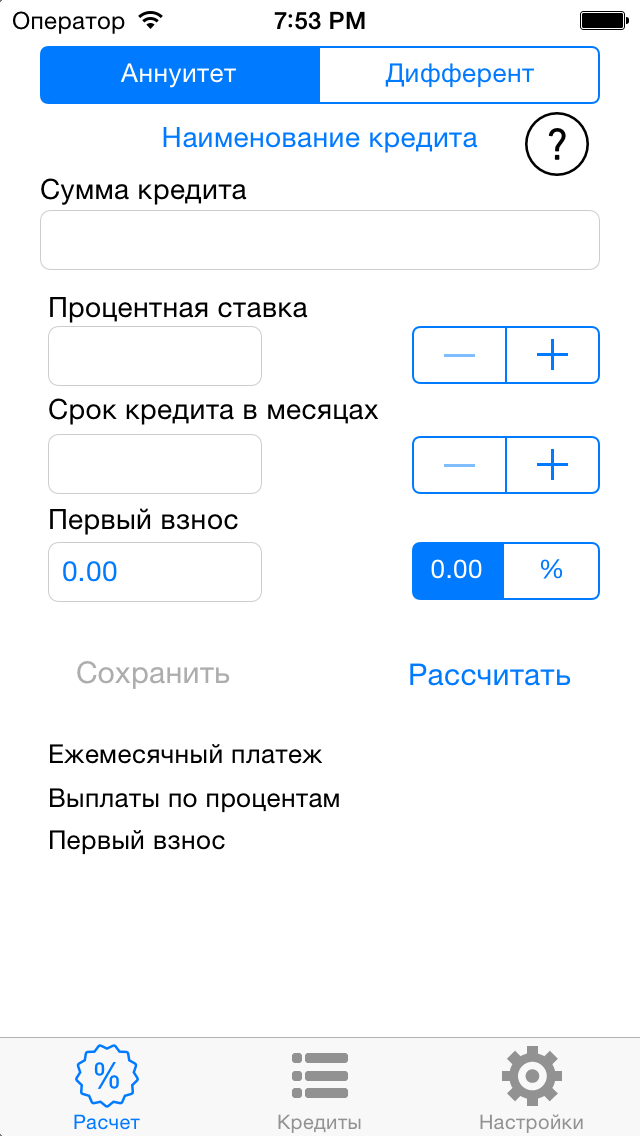 Оператор 7:53 PM
Аннуитет Дифферент
Наименование кредита ?
Сумма кредита
Процентная ставка
Срок кредита в месяцах
Первый взнос
0.00 0.00 %
Сохранить Рассчитать
Ежемесячный платеж
Выплаты по процентам
Первый взнос
%
Расчет Кредиты Настройки